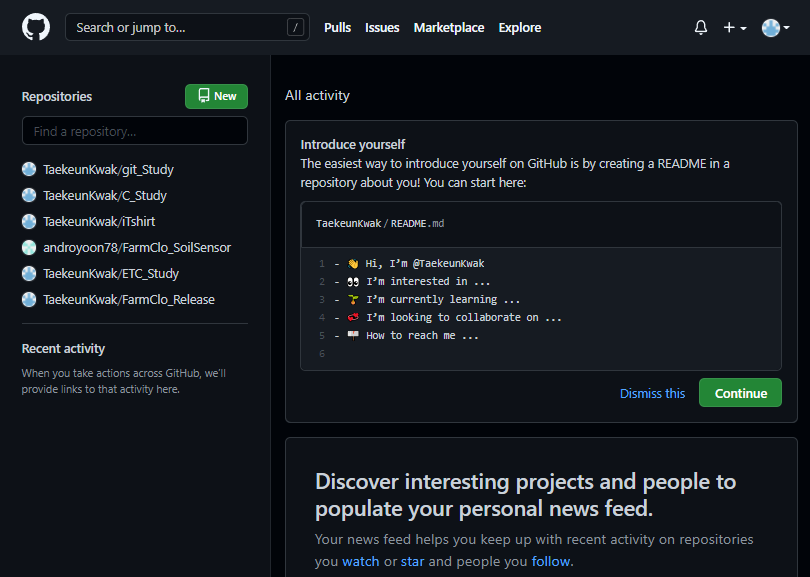 Search or jump to...
/
Pulls
Issues
Marketplace
Explore
Repositories
New
Find a repository...
TaekeunKwak/git_Study
TaekeunKwak/C_Study
TaekeunKwak/iTshirt
androyoon78/FarmClo_SoilSensor
TaekeunKwak/ETC_Study
TaekeunKwak/FarmClo_Release
Recent activity
When you take actions across GitHub, we'll
provide links to that activity here.
All activity
Introduce yourself
The easiest way to introduce yourself on GitHub is by creating a README in a
repository about you! You can start here:
TaekeunKwak/README.md
1 - 👋 Hi, I'm @TaekeunKwak
2 - 👀 I'm interested in ...
3 - 🌱 I'm currently learning ...
4 - 💞️ I'm looking to collaborate on ...
5 - 📖 How to reach me ...
6
Dismiss this
Continue
Discover interesting projects and people to
populate your personal news feed.
Your news feed helps you keep up with recent activity on repositories
you watch or star and people you follow.